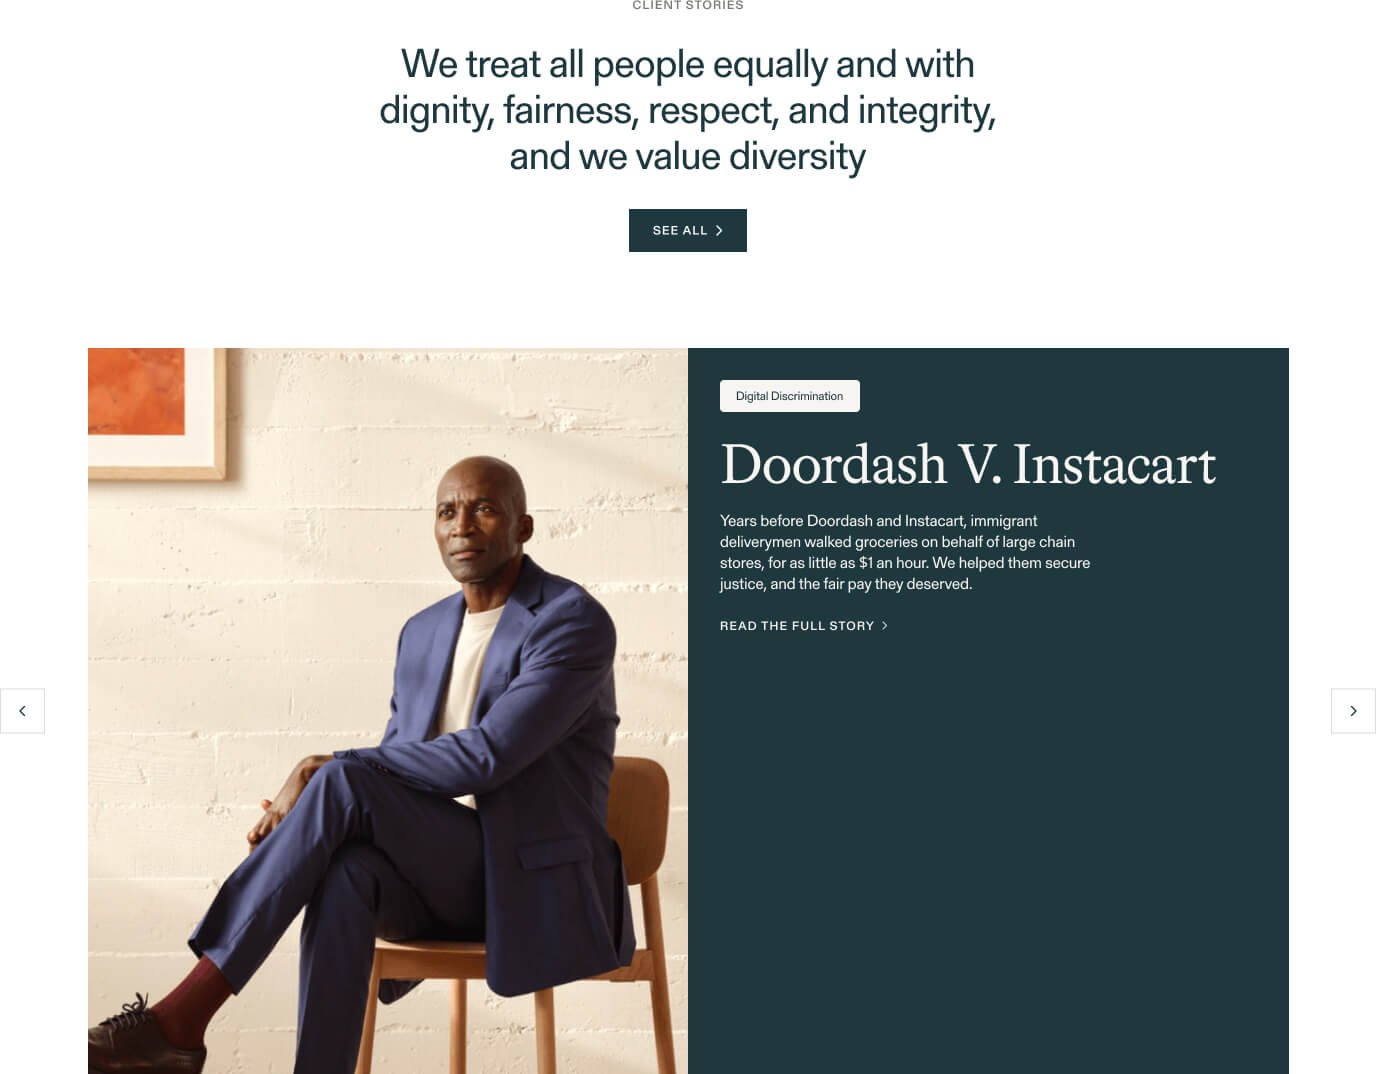 CLIENT STORIES
We treat all people equally and with
dignity, fairness, respect, and integrity,
and we value diversity
SEE ALL
Digital Discrimination
Doordash V. Instacart
Years before Doordash and Instacart, immigrant
deliverymen walked groceries on behalf of large chain
stores, for as little as $1 an hour. We helped them secure
justice, and the fair pay they deserved.
READ THE FULL STORY